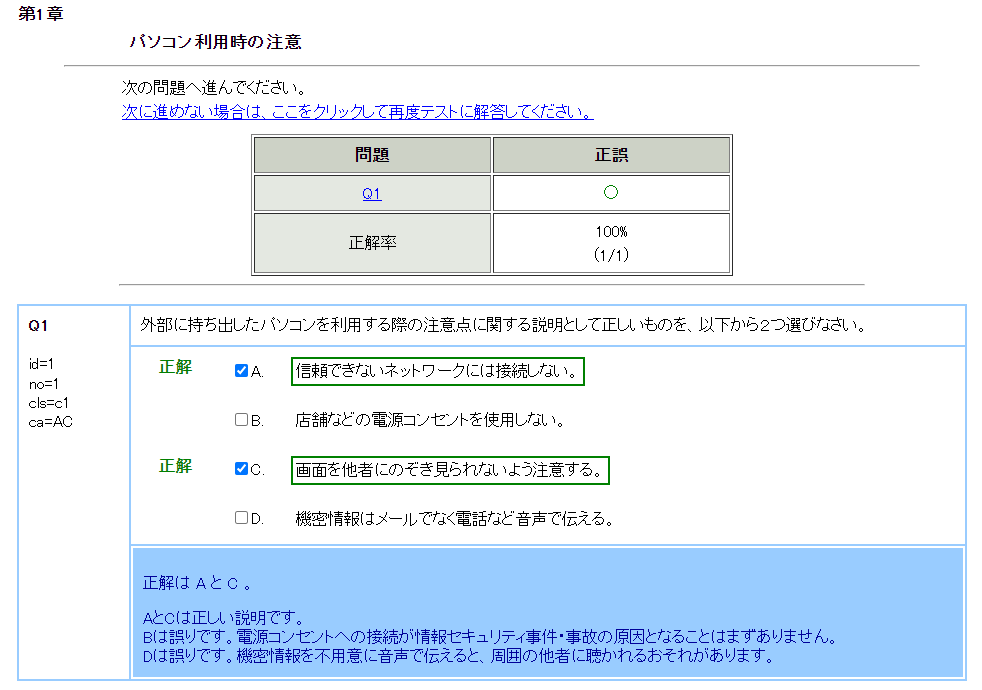 第1章
パソコン利用時の注意
次の問題へ進んでください。
次に進めない場合は、ここをクリックして再度テストに解答してください。
問題 正誤
Q1 ○
正解率 100%
(1/1)
Q1 外部に持ち出したパソコンを利用する際の注意点に関する説明として正しいものを、以下から2つ選びなさい。
id=1
no=1
cls=c1
ca=AC
正解 A. 信頼できないネットワークには接続しない。
B. 店舗などの電源コンセントを使用しない。
正解 C. 画面を他者にのぞき見られないよう注意する。
D. 機密情報はメールでなく電話など音声で伝える。
正解は A と C 。
AとCは正しい説明です。
Bは誤りです。電源コンセントへの接続が情報セキュリティ事件・事故の原因となることはまずありません。
Dは誤りです。機密情報を不用意に音声で伝えると、周囲の他者に聴かれるおそれがあります。